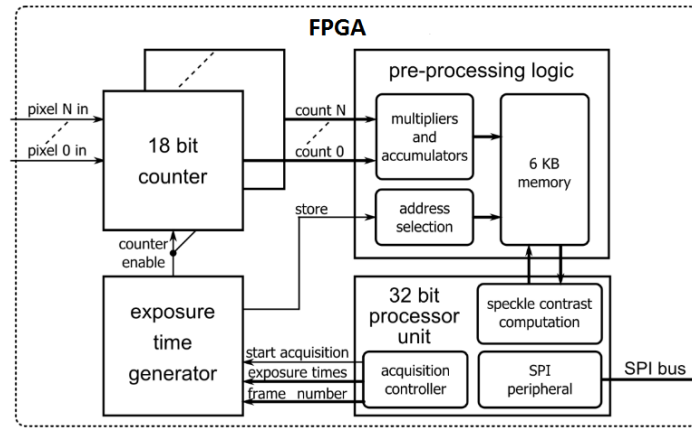 FPGA
pre-processing logic
pixel N in
pixel 0 in
18 bit
counter
count N
count 0
multipliers
and
accumulators
6 KB
memory
store
address
selection
counter
enable
exposure
time
generator
32 bit
processor
unit
speckle contrast
computation
start acquisition
exposure times
frame number
acquisition
controller
SPI
peripheral
SPI bus